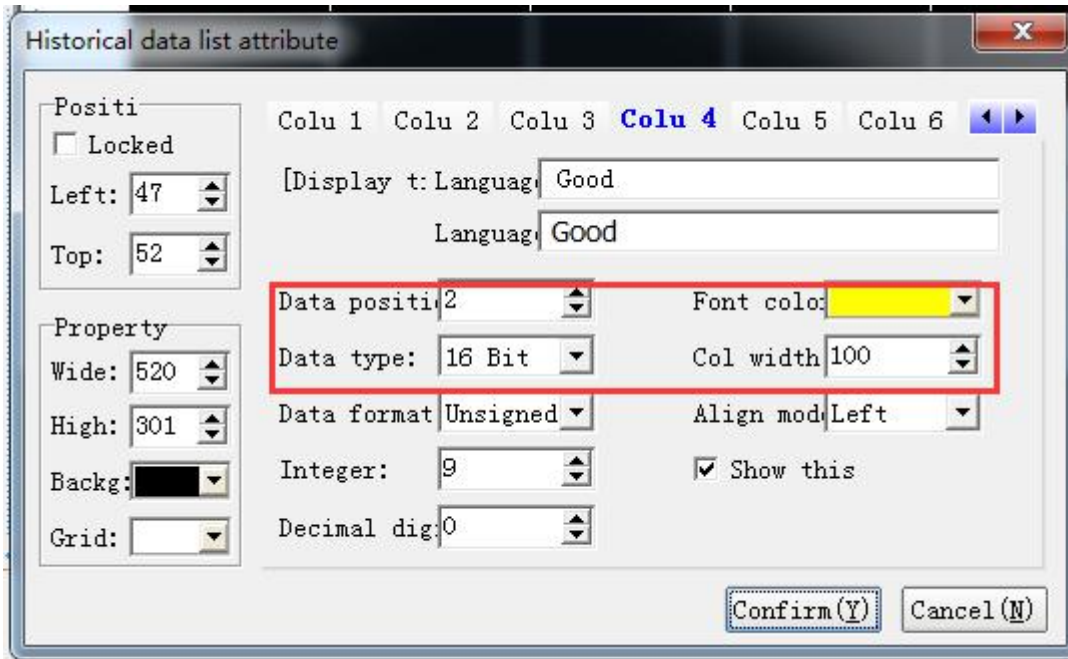 Historical data list attribute
Positi
Locked
Left: 47
Top: 52
Property
Wide: 520
High: 301
Backg:
Grid:
Colu 1 Colu 2 Colu 3 Colu 4 Colu 5 Colu 6
[Display t: Languag Good
Languag Good
Data positi 2 Font colo
Data type: 16 Bit Col width 100
Data format Unsigned Align mod Left
Integer: 9 Show this
Decimal dig 0
Confirm(Y) Cancel(N)